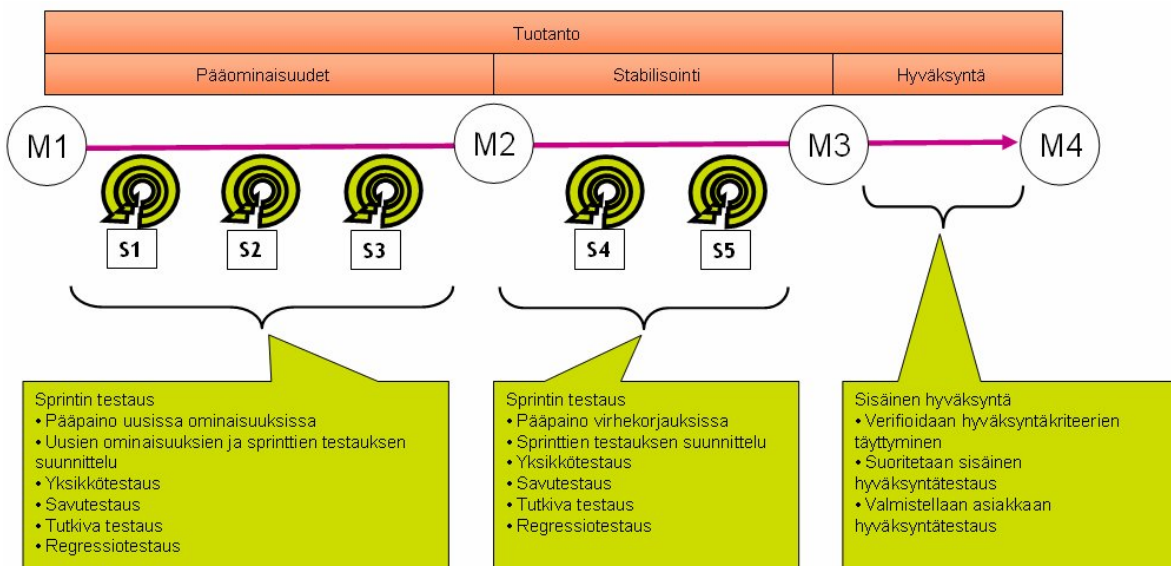 Tuotanto
Pääominaisuudet
Stabilisointi
Hyväksyntä
M1
M2
M3
M4
S1
S2
S3
S4
S5
Sprintin testaus
• Pääpaino uusissa ominaisuuksissa
• Uusien ominaisuuksien ja sprinttien testauksen
suunnittelu
• Yksikkötestaus
• Savutestaus
• Tutkiva testaus
• Regressiotestaus
Sprintin testaus
• Pääpaino virhekorjauksissa
• Sprinttien testauksen suunnittelu
• Yksikkötestaus
• Savutestaus
• Tutkiva testaus
• Regressiotestaus
Sisäinen hyväksyntä
• Verifioidaan hyväksyntäkriteerien
täyttyminen
• Suoritetaan sisäinen
hyväksyntätestaus
• Valmistellaan asiakkaan
hyväksyntätestaus